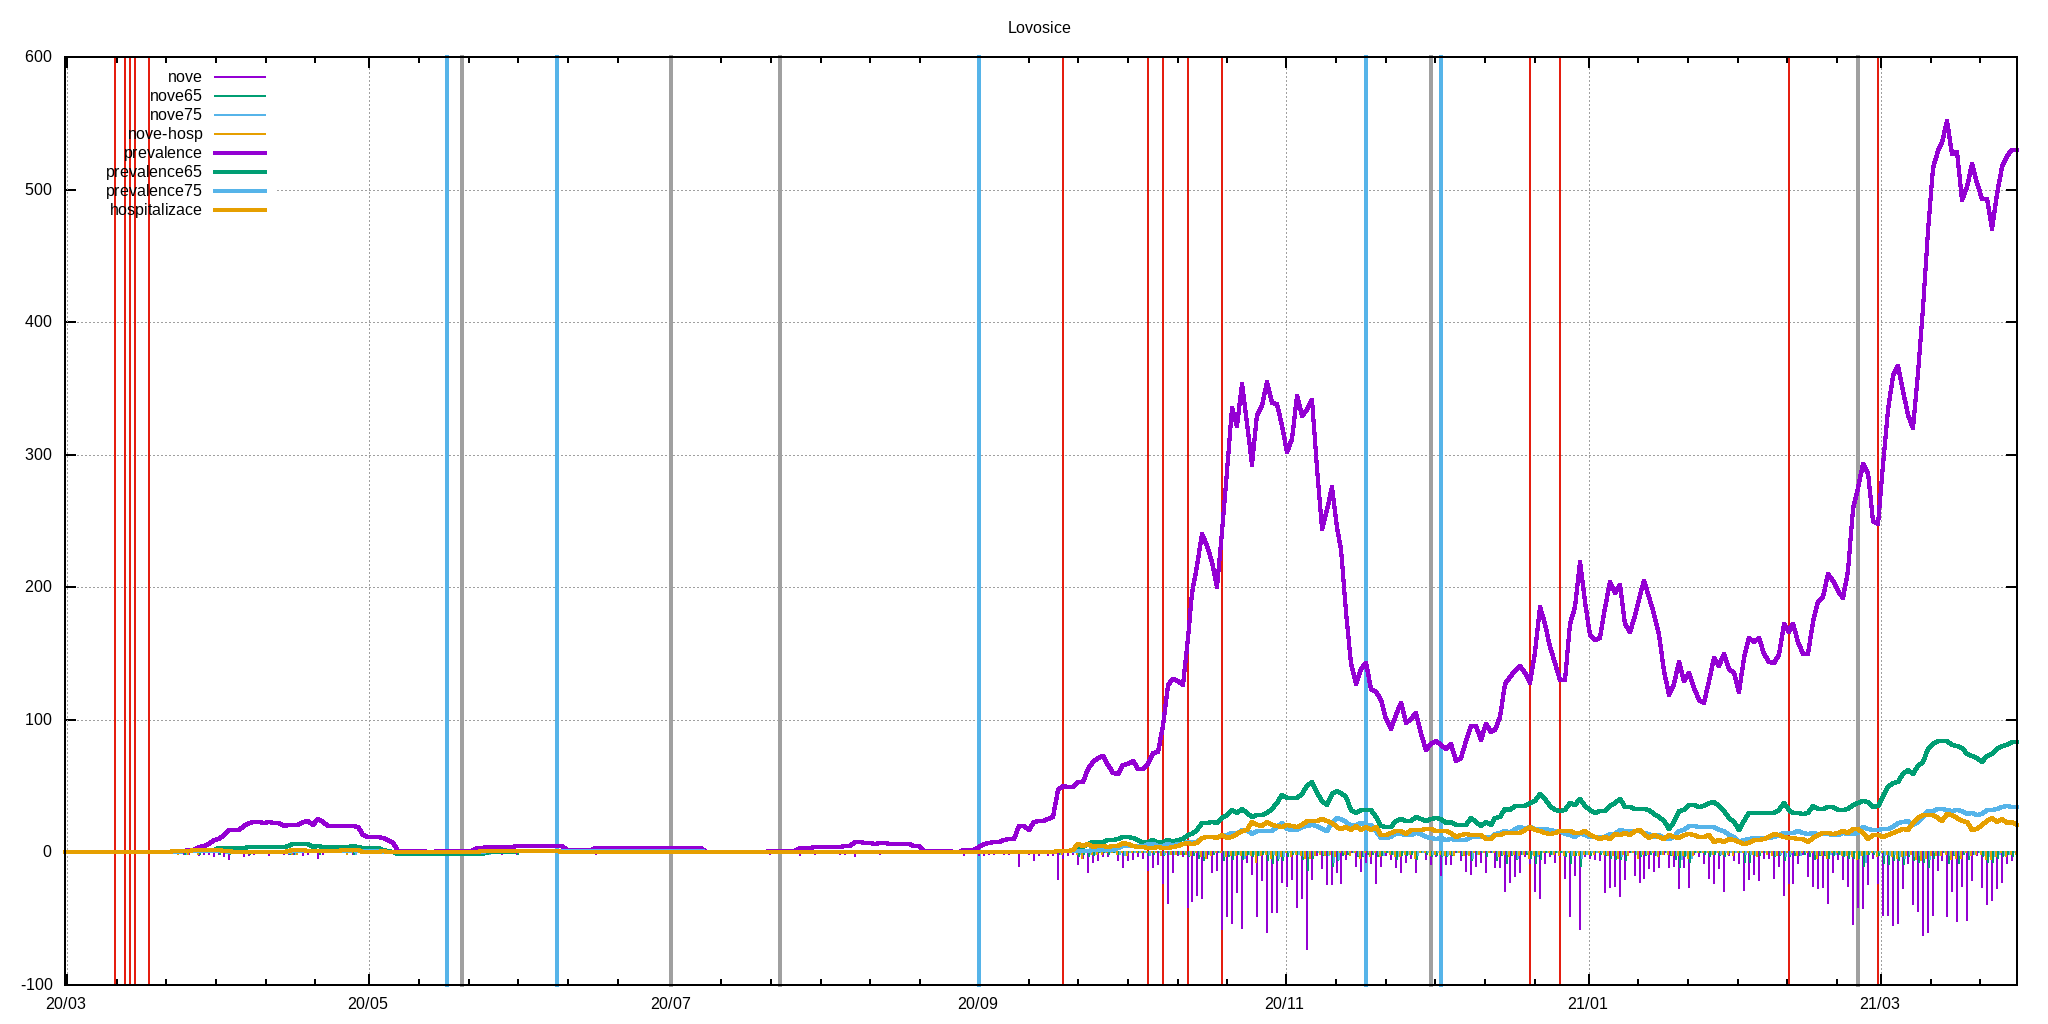 Lovosice
600
500
400
300
200
100
0
-100
nove
nove65
nove75
nove-hosp
prevalence
prevalence65
prevalence75
hospitalizace
20/03
20/05
20/07
20/09
20/11
21/01
21/03